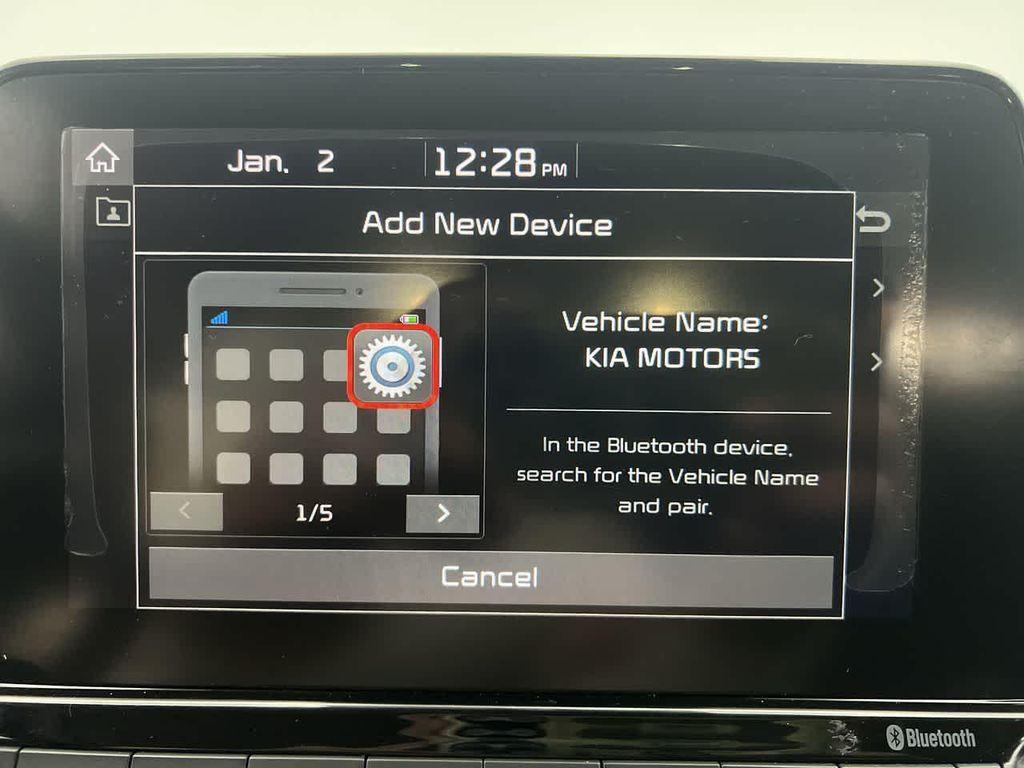 Jan. 2 12:28 PM
Add New Device
Vehicle Name:
KIA MOTORS
In the Bluetooth device,
search for the Vehicle Name
and pair.
< 1/5 >
Cancel
Bluetooth